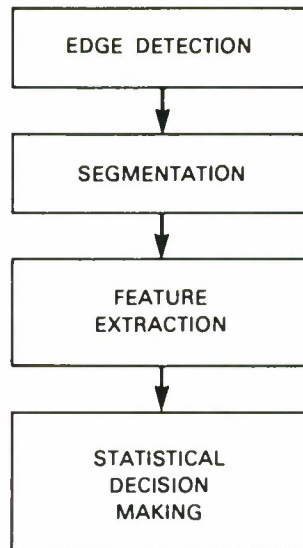 EDGE DETECTION
SEGMENTATION
FEATURE
EXTRACTION
STATISTICAL
DECISION
MAKING